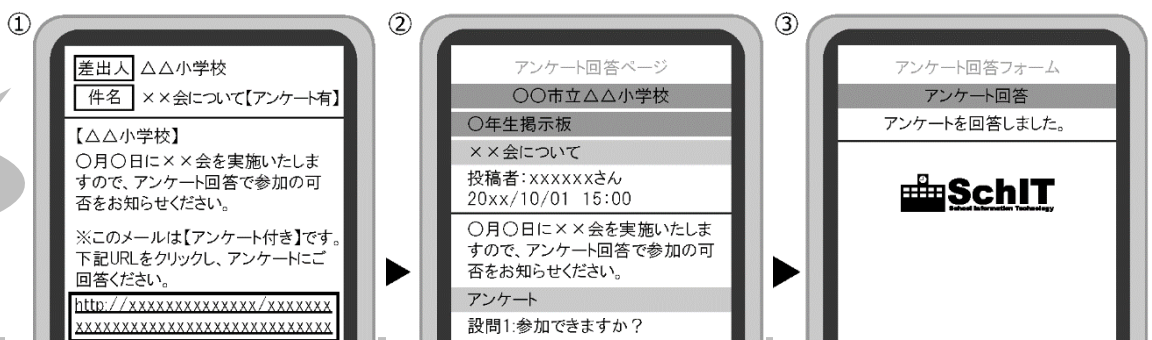 ①
差出人 △△小学校
件名 ××会について【アンケート有】
【△△小学校】
○月○日に××会を実施いたしま
すので、アンケート回答で参加の可
否をお知らせください。
※このメールは【アンケート付き】です。
下記URLをクリックし、アンケートにご
回答ください。
http://xxxxxxxxxxxxxx/xxxxxxx
xxxxxxxxxxxxxxxxxxxxxxxxxxxx
②
アンケート回答ページ
○○市立△△小学校
○年生掲示板
××会について
投稿者：xxxxxxさん
20xx/10/01 15:00
○月○日に××会を実施いたしま
すので、アンケート回答で参加の可
否をお知らせください。
アンケート
設問1:参加できますか？
③
アンケート回答フォーム
アンケート回答
アンケートを回答しました。
SchIT
School Information Technology